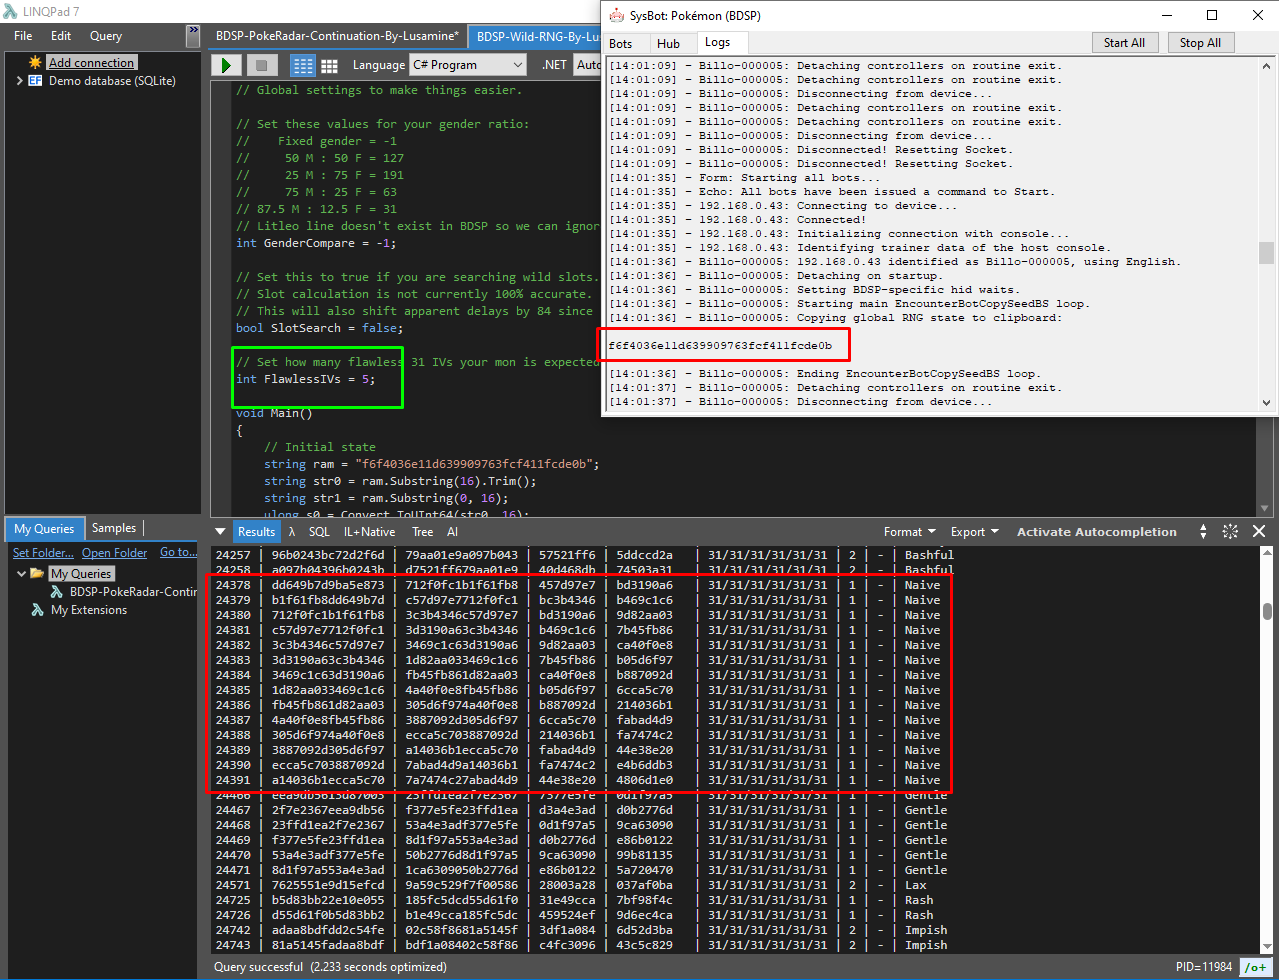 LINQPad 7
File Edit Query »
Add connection
Demo database (SQLite)
BDSP-PokeRadar-Continuation-By-Lusamine* BDSP-Wild-RNG-By-Lu
Language C# Program .NET Auto
// Global settings to make things easier.
// Set these values for your gender ratio:
// Fixed gender = -1
// 50 M : 50 F = 127
// 25 M : 75 F = 191
// 75 M : 25 F = 63
// 87.5 M : 12.5 F = 31
// Litleo line doesn't exist in BDSP so we can ignor
int GenderCompare = -1;
// Set this to true if you are searching wild slots.
// Slot calculation is not currently 100% accurate.
// This will also shift apparent delays by 84 since
bool SlotSearch = false;
// Set how many flawless 31 IVs your mon is expected
int FlawlessIVs = 5;
void Main()
{
// Initial state
string ram = "f6f4036e11d639909763fcf411fcde0b";
string str0 = ram.Substring(16).Trim();
string str1 = ram.Substring(0, 16);
ulong s0 = Convert.ToUInt64(str0, 16);
SysBot: Pokémon (BDSP)
Bots Hub Logs Start All Stop All
[14:01:09] - Billo-000005: Detaching controllers on routine exit.
[14:01:09] - Billo-000005: Detaching controllers on routine exit.
[14:01:09] - Billo-000005: Disconnecting from device...
[14:01:09] - Billo-000005: Detaching controllers on routine exit.
[14:01:09] - Billo-000005: Detaching controllers on routine exit.
[14:01:09] - Billo-000005: Disconnecting from device...
[14:01:09] - Billo-000005: Disconnected! Resetting Socket.
[14:01:09] - Billo-000005: Disconnected! Resetting Socket.
[14:01:35] - Form: Starting all bots...
[14:01:35] - Echo: All bots have been issued a command to Start.
[14:01:35] - 192.168.0.43: Connecting to device...
[14:01:35] - 192.168.0.43: Connected!
[14:01:35] - 192.168.0.43: Initializing connection with console...
[14:01:35] - 192.168.0.43: Identifying trainer data of the host console.
[14:01:36] - Billo-000005: 192.168.0.43 identified as Billo-000005, using English.
[14:01:36] - Billo-000005: Detaching on startup.
[14:01:36] - Billo-000005: Setting BDSP-specific hid waits.
[14:01:36] - Billo-000005: Starting main EncounterBotCopySeedBS loop.
[14:01:36] - Billo-000005: Copying global RNG state to clipboard:
f6f4036e11d639909763fcf411fcde0b
[14:01:36] - Billo-000005: Ending EncounterBotCopySeedBS loop.
[14:01:37] - Billo-000005: Detaching controllers on routine exit.
[14:01:37] - Billo-000005: Disconnecting from device...
My Queries Samples
Set Folder... Open Folder Go to...
My Queries
BDSP-PokeRadar-Contin
My Extensions
Results λ SQL IL+Native Tree AI Format Export Activate Autocompletion
24257 | 96b0243bc72d2f6d | 79aa01e9a097b043 | 57521ff6 | 5ddccd2a | 31/31/31/31/31/31 | 2 | - | Bashful
24258 | a097b04396b0243b | d7521ff679aa01e9 | 40d468db | 74503a31 | 31/31/31/31/31/31 | 2 | - | Bashful
24378 | dd649b7d9ba5e873 | 712f0fc1b1f61fb8 | 457d97e7 | bd3190a6 | 31/31/31/31/31/31 | 1 | - | Naive
24379 | b1f61fb8dd649b7d | c57d97e7712f0fc1 | bc3b4346 | b469c1c6 | 31/31/31/31/31/31 | 1 | - | Naive
24380 | 712f0fc1b1f61fb8 | 3c3b4346c57d97e7 | bd3190a6 | 9d82aa03 | 31/31/31/31/31/31 | 1 | - | Naive
24381 | c57d97e7712f0fc1 | 3d3190a63c3b4346 | b469c1c6 | 7b45fb86 | 31/31/31/31/31/31 | 1 | - | Naive
24382 | 3c3b4346c57d97e7 | 3469c1c63d3190a6 | 9d82aa03 | ca40f0e8 | 31/31/31/31/31/31 | 1 | - | Naive
24383 | 3d3190a63c3b4346 | 1d82aa033469c1c6 | 7b45fb86 | b05d6f97 | 31/31/31/31/31/31 | 1 | - | Naive
24384 | 3469c1c63d3190a6 | fb45fb861d82aa03 | ca40f0e8 | b887092d | 31/31/31/31/31/31 | 1 | - | Naive
24385 | 1d82aa033469c1c6 | 4a40f0e8fb45fb86 | b05d6f97 | 6cca5c70 | 31/31/31/31/31/31 | 1 | - | Naive
24386 | fb45fb861d82aa03 | 305d6f974a40f0e8 | b887092d | 214036b1 | 31/31/31/31/31/31 | 1 | - | Naive
24387 | 4a40f0e8fb45fb86 | 3887092d305d6f97 | 6cca5c70 | fabad4d9 | 31/31/31/31/31/31 | 1 | - | Naive
24388 | 305d6f974a40f0e8 | ecca5c703887092d | 214036b1 | fa7474c2 | 31/31/31/31/31/31 | 1 | - | Naive
24389 | 3887092d305d6f97 | a14036b1ecca5c70 | fabad4d9 | 44e38e20 | 31/31/31/31/31/31 | 1 | - | Naive
24390 | ecca5c703887092d | 7abad4d9a14036b1 | fa7474c2 | e4b6ddb3 | 31/31/31/31/31/31 | 1 | - | Naive
24391 | a14036b1ecca5c70 | 7a7474c27abad4d9 | 44e38e20 | 4806d1e0 | 31/31/31/31/31/31 | 1 | - | Naive
24466 | eea9db5613d87003 | 23ffd1ea2f7e2367 | 7377e5fe | 0d1f97a5 | 31/31/31/31/31/31 | 1 | - | Gentle
24467 | 2f7e2367eea9db56 | f377e5fe23ffd1ea | d3a4e3ad | d0b2776d | 31/31/31/31/31/31 | 1 | - | Gentle
24468 | 23ffd1ea2f7e2367 | 53a4e3adf377e5fe | 0d1f97a5 | 9ca63090 | 31/31/31/31/31/31 | 1 | - | Gentle
24469 | f377e5fe23ffd1ea | 8d1f97a553a4e3ad | d0b2776d | e86b0122 | 31/31/31/31/31/31 | 1 | - | Gentle
24470 | 53a4e3adf377e5fe | 50b2776d8d1f97a5 | 9ca63090 | 99b81135 | 31/31/31/31/31/31 | 1 | - | Gentle
24471 | 8d1f97a553a4e3ad | 1ca6309050b2776d | e86b0122 | 5a720470 | 31/31/31/31/31/31 | 1 | - | Gentle
24571 | 7625551e9d15efcd | 9a59c529f7f00586 | 28003a28 | 037af0ba | 31/31/31/31/31/31 | 2 | - | Lax
24725 | b5d83bb22e10e055 | 185fc5dcd55d61f0 | 31e49cca | 7bf98f4c | 31/31/31/31/31/31 | 1 | - | Rash
24726 | d55d61f0b5d83bb2 | b1e49cca185fc5dc | 459524ef | 9d6ec4ca | 31/31/31/31/31/31 | 1 | - | Rash
24742 | adaa8bdfdd2c54fe | 02c58f8681a5145f | 3df1a084 | 6d52d3ba | 31/31/31/31/31/31 | 2 | - | Impish
24743 | 81a5145fadaa8bdf | bdf1a08402c58f86 | c4fc3096 | 43c5c829 | 31/31/31/31/31/31 | 2 | - | Impish
Query successful (2.233 seconds optimized) PID=11984 /o+